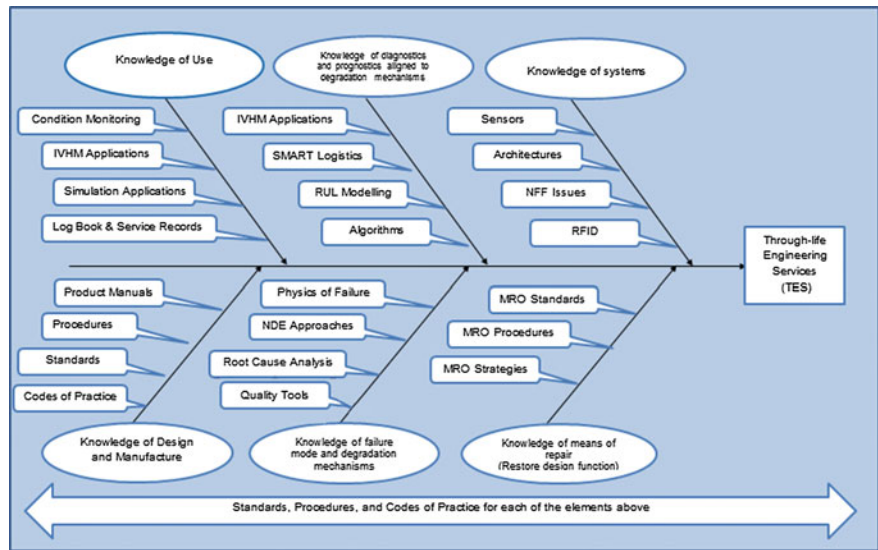 Knowledge of Use
Knowledge of diagnostics
and prognostics aligned to
degradation mechanisms
Knowledge of systems
Condition Monitoring
IVHM Applications
Simulation Applications
Log Book & Service Records
IVHM Applications
SMART Logistics
RUL Modelling
Algorithms
Sensors
Architectures
NFF Issues
RFID
Through-life
Engineering
Services
(TES)
Product Manuals
Procedures
Standards
Codes of Practice
Physics of Failure
NDE Approaches
Root Cause Analysis
Quality Tools
MRO Standards
MRO Procedures
MRO Strategies
Knowledge of Design
and Manufacture
Knowledge of failure
mode and degradation
mechanisms
Knowledge of means of
repair
(Restore design function)
Standards, Procedures, and Codes of Practice for each of the elements above